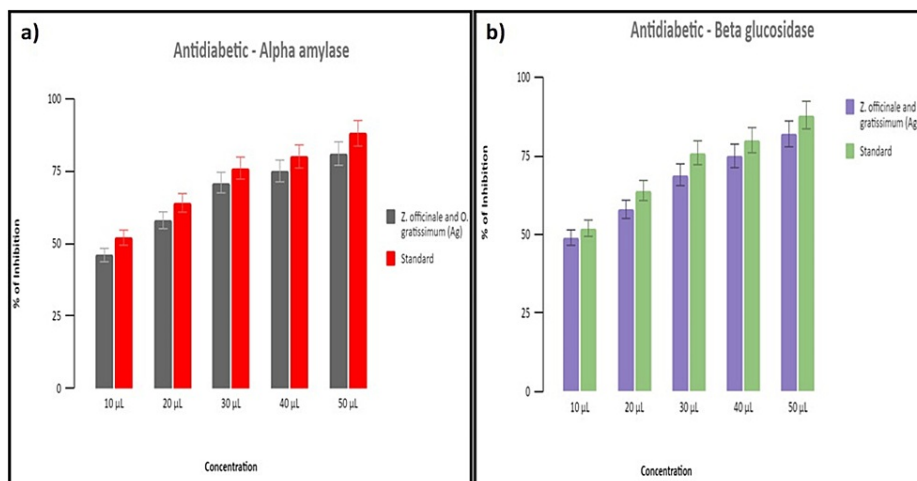 a)
Antidiabetic - Alpha amylase
100
75
50
25
0
% of Inhibition
10 µL
20 µL
30 µL
40 µL
50 µL
Concentration
Z. officinale and O.
gratissimum (Ag)
Standard
b)
Antidiabetic - Beta glucosidase
100
75
50
25
0
% of Inhibition
10 µL
20 µL
30 µL
40 µL
50 µL
Concentration
Z. officinale and
gratissimum (Ag
Standard